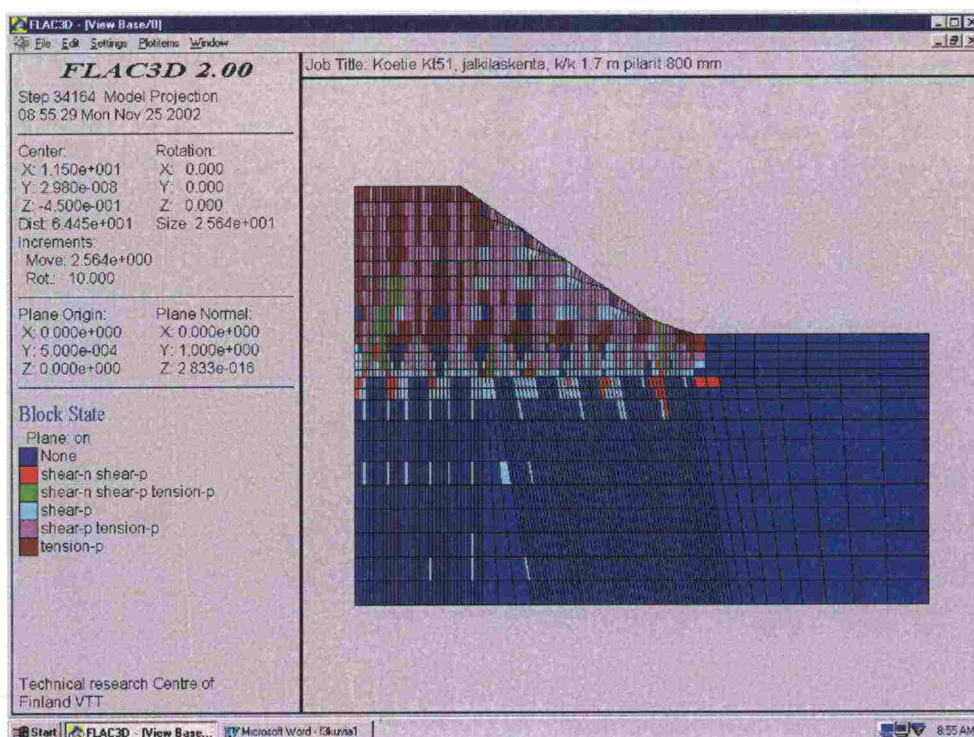 FLAC3D - [View Base/0]
File Edit Settings Plotitems Window
FLAC3D 2.00
Job Title: Koetie Kt51, jalkilaskenta, k/k 1.7 m pilarit 800 mm
Step 34164 Model Projection
08:55:29 Mon Nov 25 2002
Center: Rotation:
X: 1.150e+001 X: 0.000
Y: 2.980e-008 Y: 0.000
Z: -4.500e-001 Z: 0.000
Dist: 6.445e+001 Size: 2.564e+001
Increments:
Move: 2.564e+000
Rot.: 10.000
Plane Origin: Plane Normal:
X: 0.000e+000 X: 0.000e+000
Y: 5.000e-004 Y: 1.000e+000
Z: 0.000e+000 Z: 2.833e-016
Block State
Plane: on
None
shear-n shear-p
shear-n shear-p tension-p
shear-p
shear-p tension-p
tension-p
Technical research Centre of
Finland VTT
Start FLAC3D - [View Base... Microsoft Word - f3kuvia1 8:55 AM